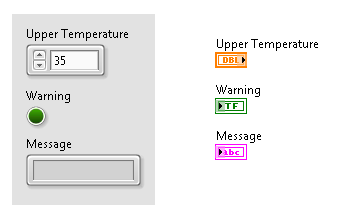 Upper Temperature
35
Warning
Message
Upper Temperature
DBL
Warning
TF
Message
abc